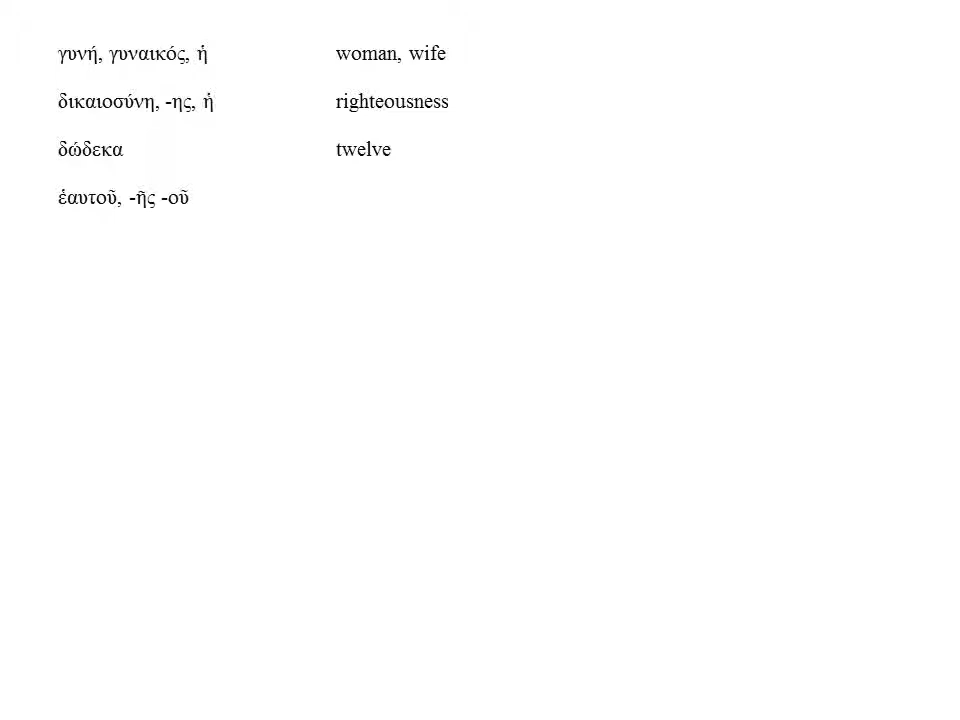 γυνή, γυναικός, ἡ woman, wife
δικαιοσύνη, -ης, ἡ righteousness
δώδεκα twelve
ἑαυτοῦ, -ῆς -οῦ